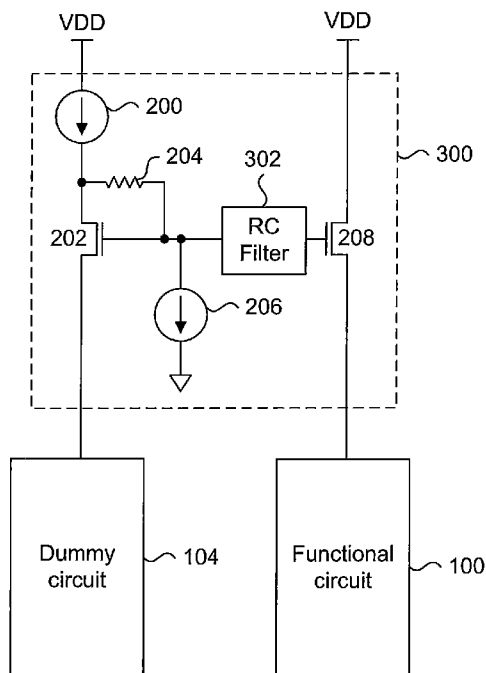 VDD
VDD
200
204
302
300
202
RC
Filter
208
206
Dummy
circuit
104
Functional
circuit
100